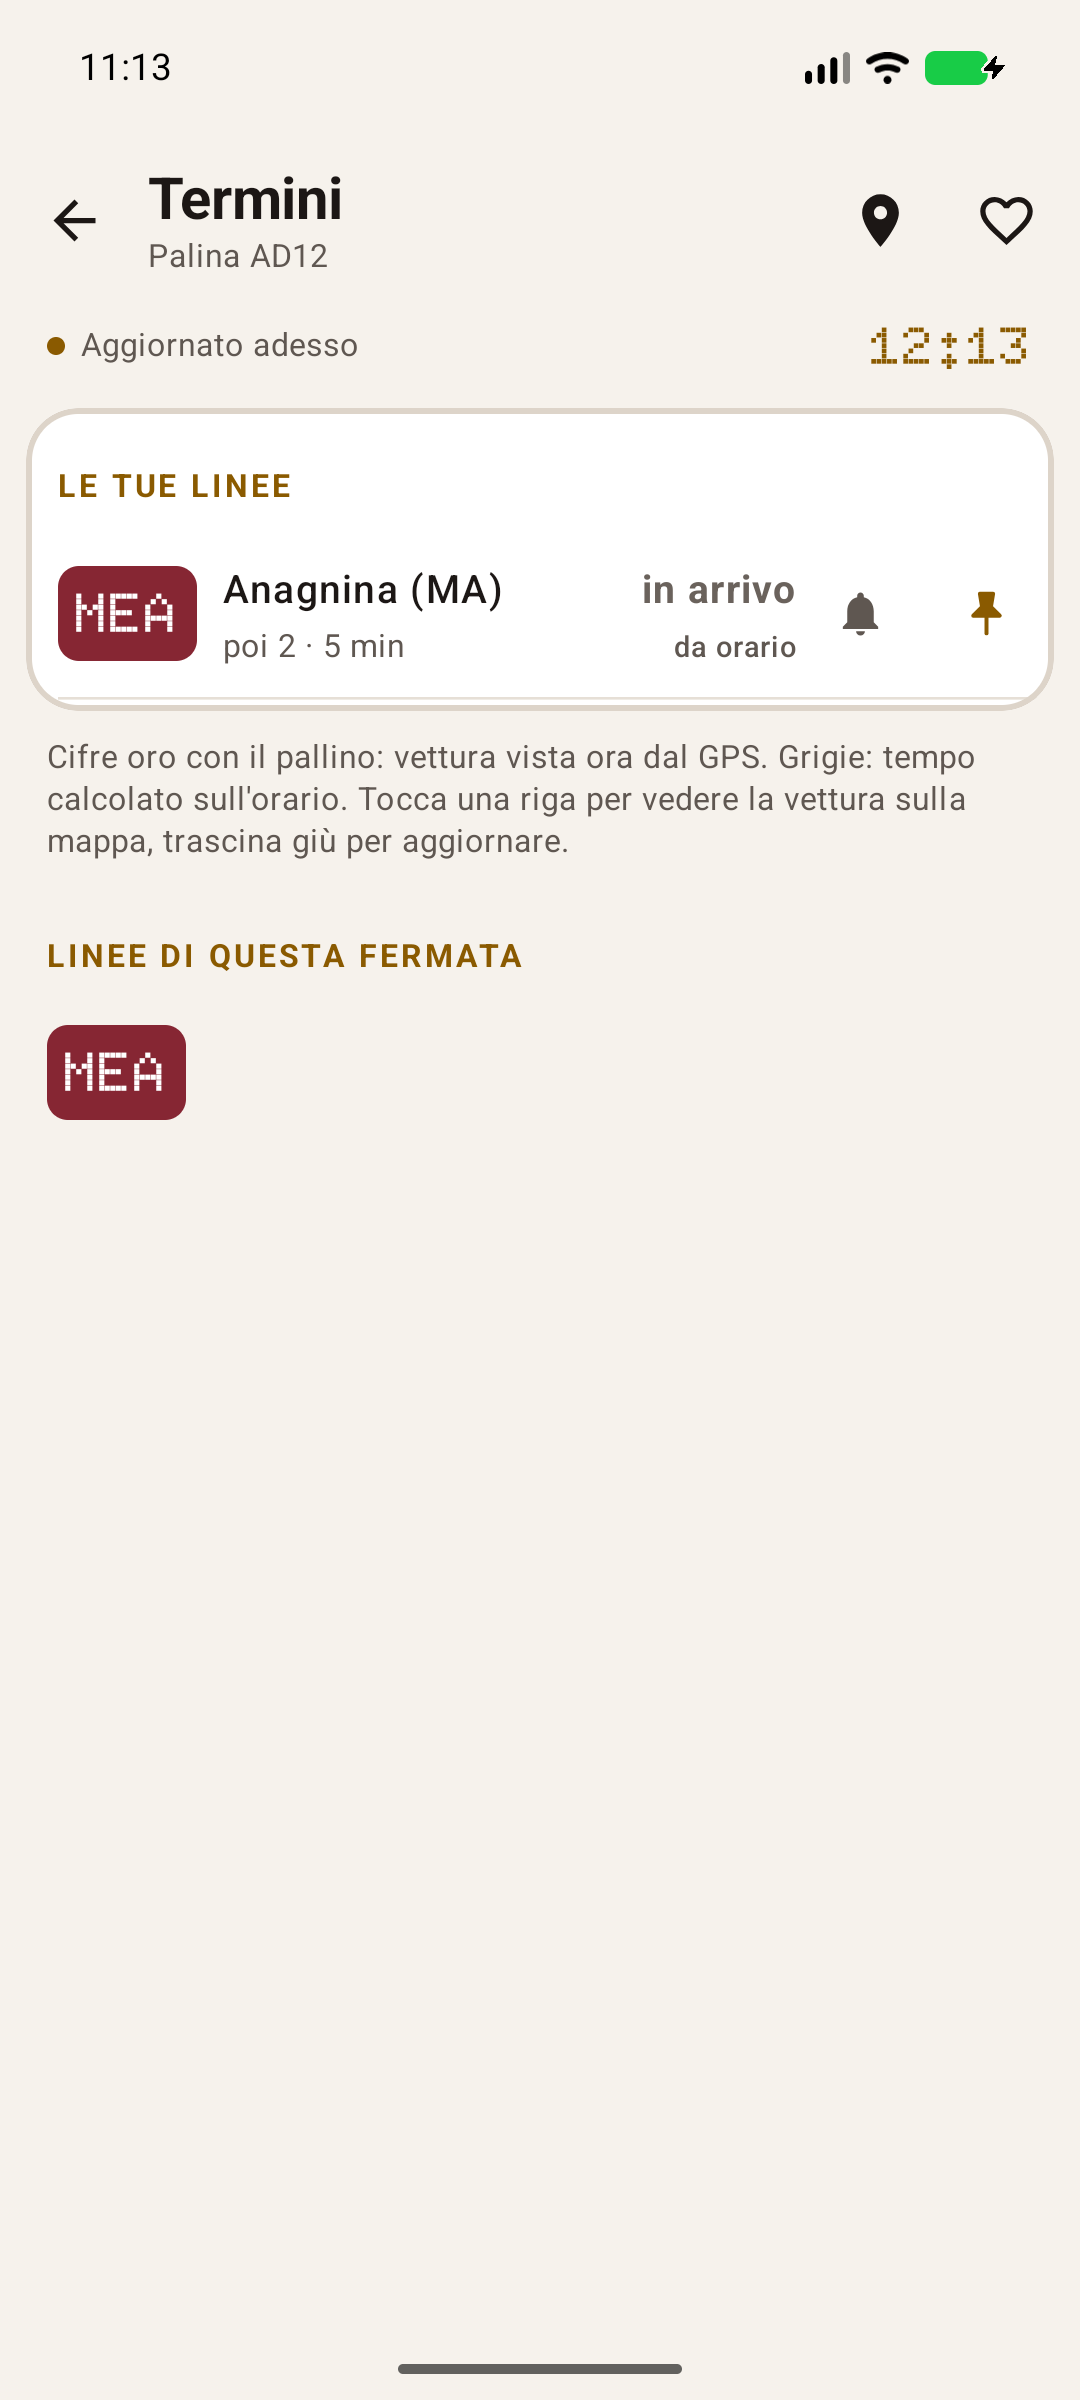 11:13
Termini
Palina AD12
Aggiornato adesso
12:13
LE TUE LINEE
MEA
Anagnina (MA)
in arrivo
poi 2 · 5 min
da orario
Cifre oro con il pallino: vettura vista ora dal GPS. Grigie: tempo
calcolato sull'orario. Tocca una riga per vedere la vettura sulla
mappa, trascina giù per aggiornare.
LINEE DI QUESTA FERMATA
MEA